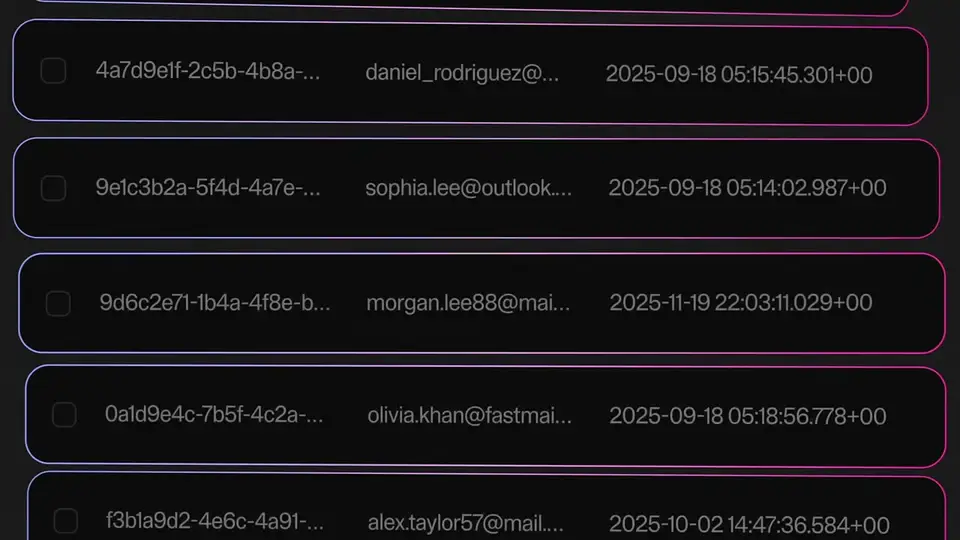 4a7d9e1f-2c5b-4b8a-... daniel_rodriguez@... 2025-09-18 05:15:45.301+00
9e1c3b2a-5f4d-4a7e-... sophia.lee@outlook.... 2025-09-18 05:14:02.987+00
9d6c2e71-1b4a-4f8e-b... morgan.lee88@mai... 2025-11-19 22:03:11.029+00
0a1d9e4c-7b5f-4c2a-... olivia.khan@fastmai... 2025-09-18 05:18:56.778+00
f3b1a9d2-4e6c-4a91-... alex.taylor57@mail.... 2025-10-02 14:47:36.584+00